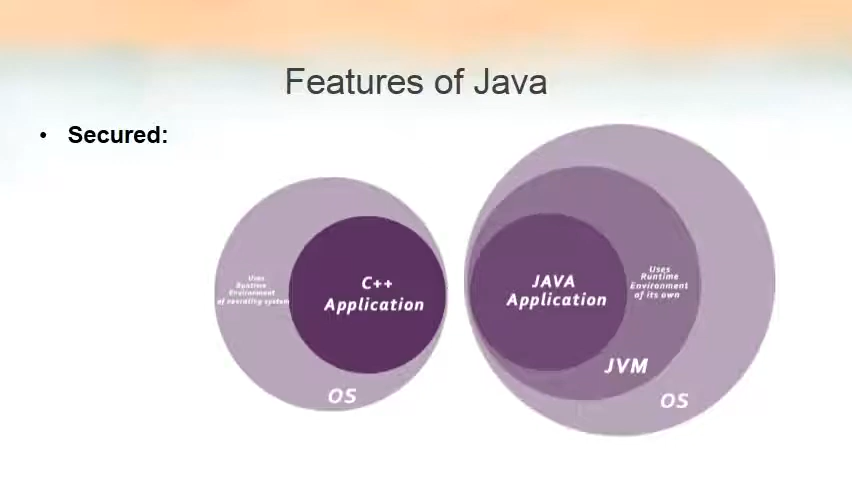 Features of Java
• Secured:
Uses
Runtime
Environment
of operating system
C++
Application
OS
JAVA
Application
Uses
Runtime
Environment
of its own
JVM
OS